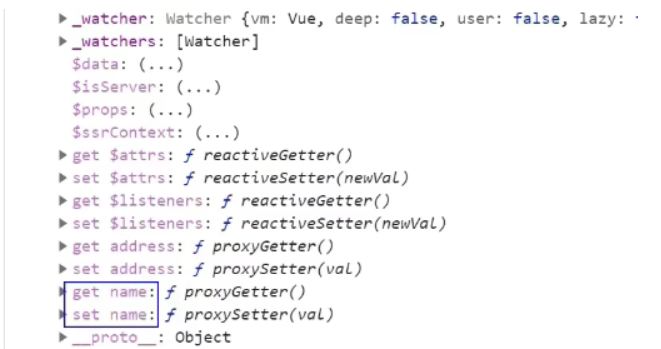 _watcher: Watcher {vm: Vue, deep: false, user: false, lazy:
_watchers: [Watcher]
$data: (...)
$isServer: (...)
$props: (...)
$ssrContext: (...)
get $attrs: ƒ reactiveGetter()
set $attrs: ƒ reactiveSetter(newVal)
get $listeners: ƒ reactiveGetter()
set $listeners: ƒ reactiveSetter(newVal)
get address: ƒ proxyGetter()
set address: ƒ proxySetter(val)
get name: ƒ proxyGetter()
set name: ƒ proxySetter(val)
__proto__: Object